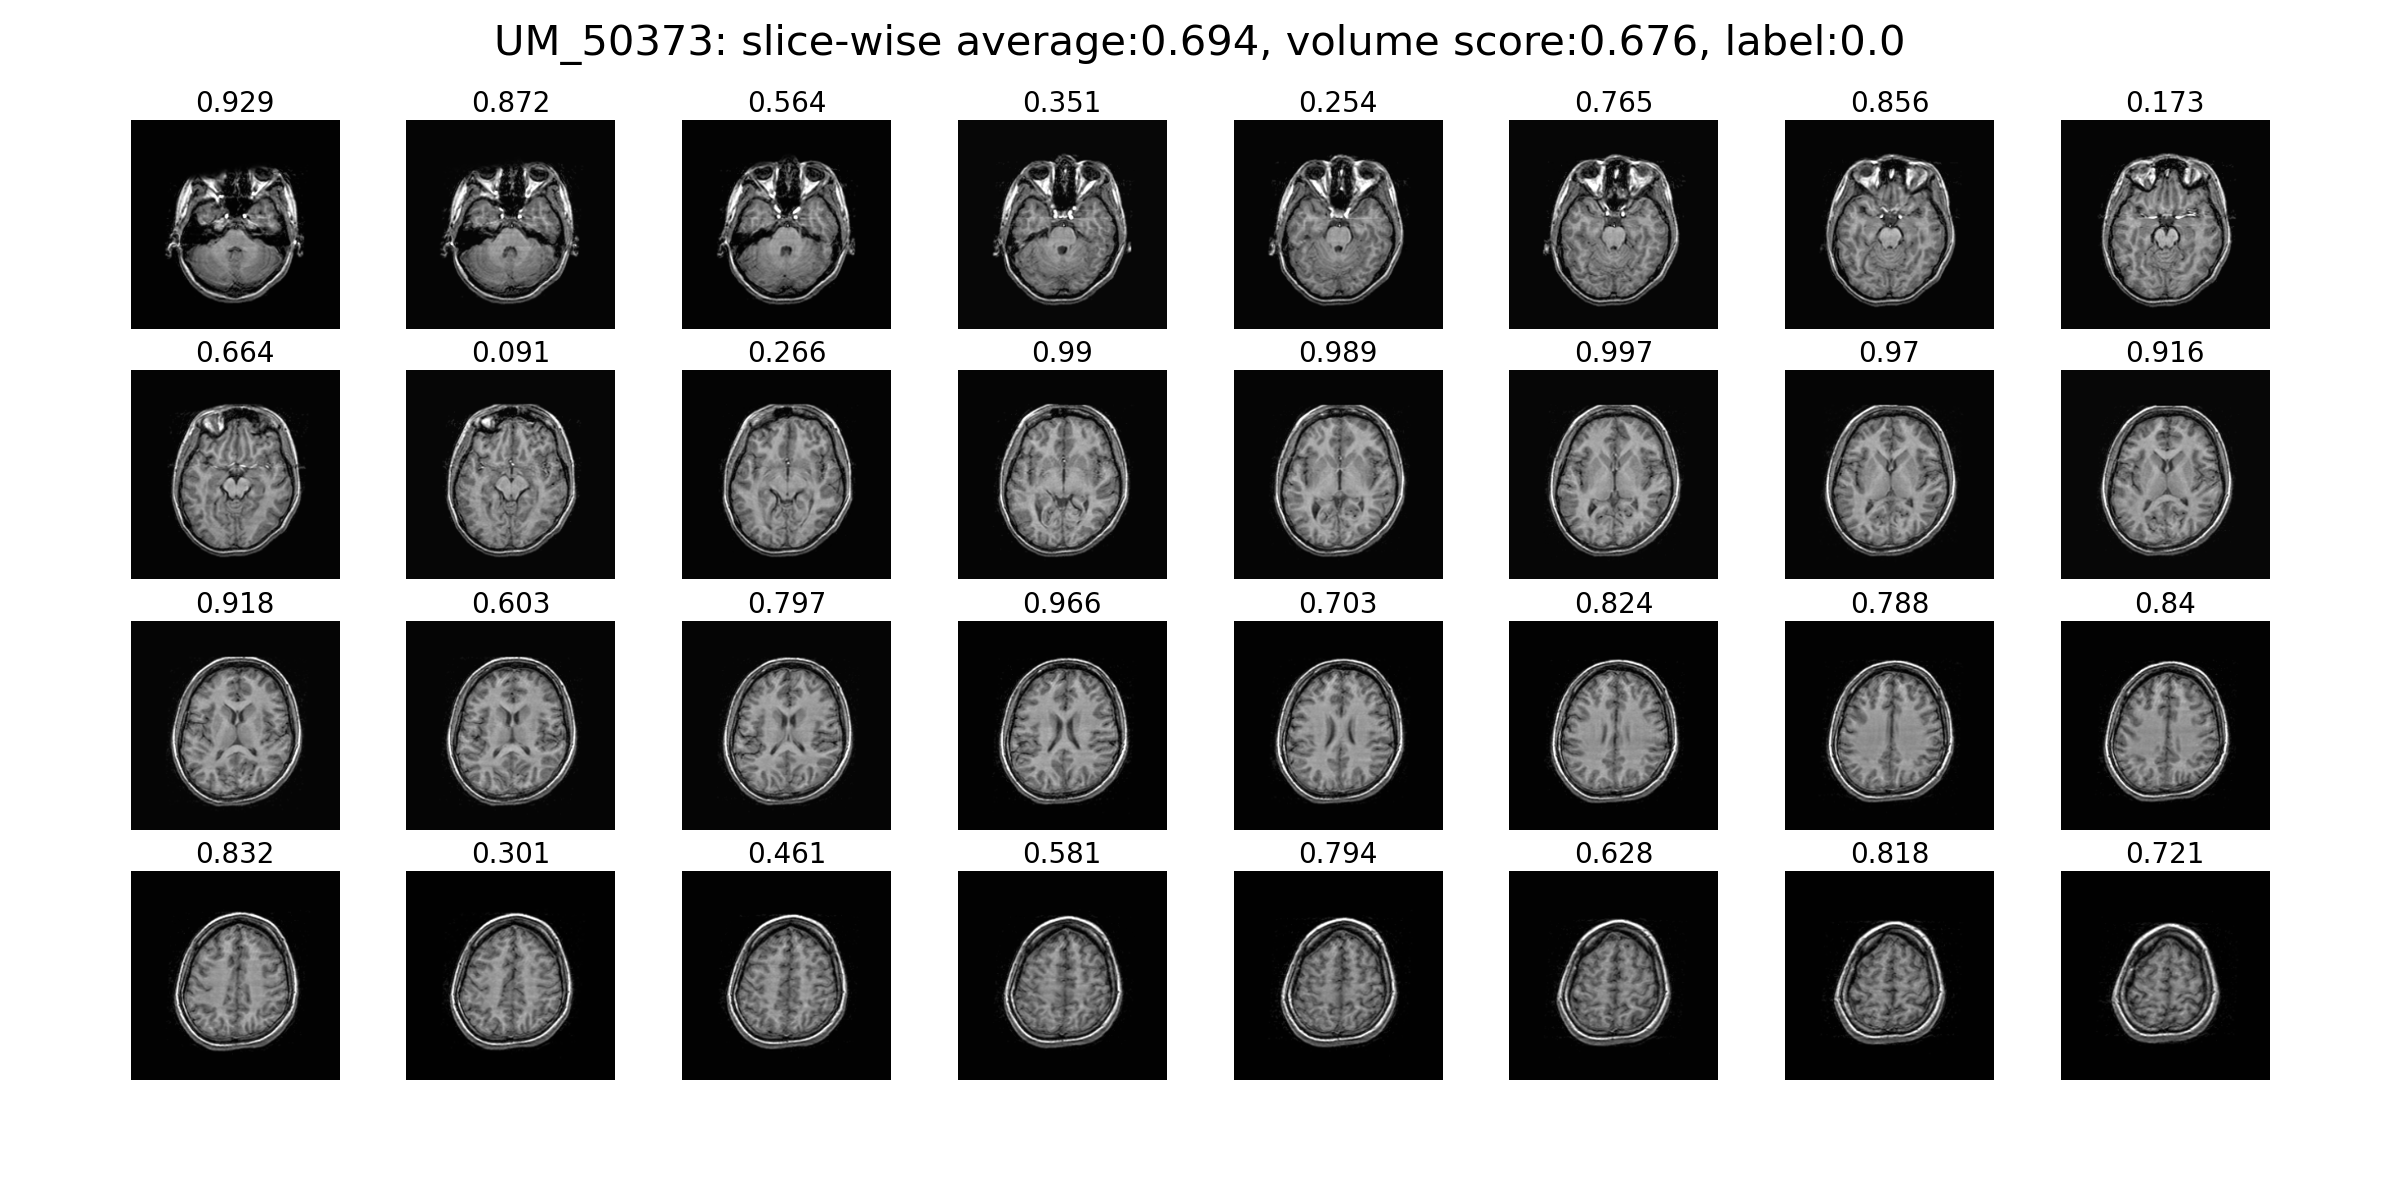 UM_50373: slice-wise average:0.694, volume score:0.676, label:0.0
0.929 0.872 0.564 0.351 0.254 0.765 0.856 0.173
0.664 0.091 0.266 0.99 0.989 0.997 0.97 0.916
0.918 0.603 0.797 0.966 0.703 0.824 0.788 0.84
0.832 0.301 0.461 0.581 0.794 0.628 0.818 0.721